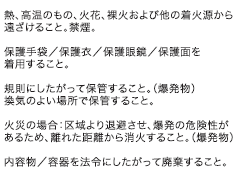 熱、高温のもの、火花、裸火および他の着火源から
遠ざけること。禁煙。
保護手袋／保護衣／保護眼鏡／保護面を
着用すること。
規則にしたがって保管すること。（爆発物）
換気のよい場所で保管すること。
火災の場合：区域より退避させ、爆発の危険性が
あるため、離れた距離から消火すること。（爆発物）
内容物／容器を法令にしたがって廃棄すること。